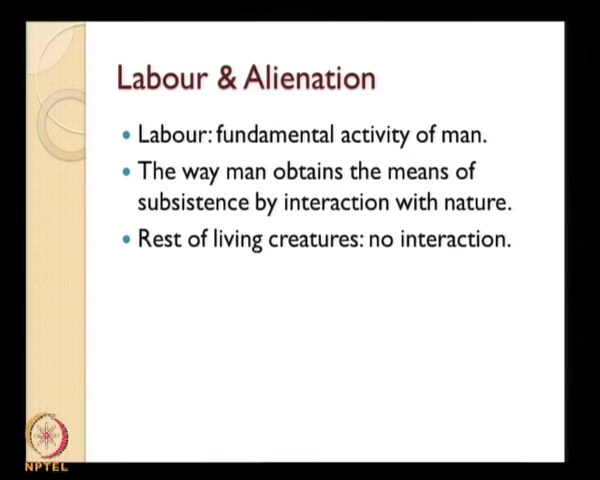 Labour & Alienation
Labour: fundamental activity of man.
The way man obtains the means of
subsistence by interaction with nature.
Rest of living creatures: no interaction.
NPTEL